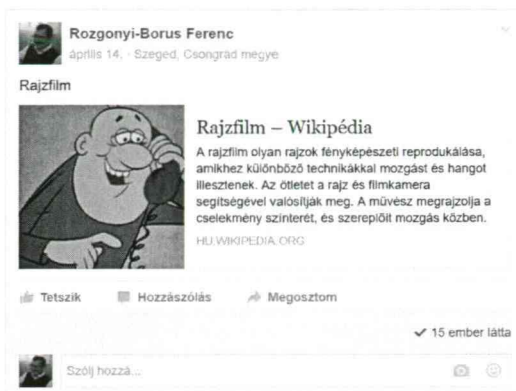 Rozgonyi-Borus Ferenc
április 14. · Szeged, Csongrád megye
Rajzfilm
Rajzfilm – Wikipédia
A rajzfilm olyan rajzok fényképészeti reprodukálása,
amikhez különböző technikákkal mozgást és hangot
illesztenek. Az ötletet a rajz és filmkamera
segítségével valósítják meg. A művész megrajzolja a
cselekmény színterét, és szereplőit mozgás közben.
HU.WIKIPEDIA.ORG
Tetszik Hozzászólás Megosztom
✓ 15 ember látta
Szólj hozzá...